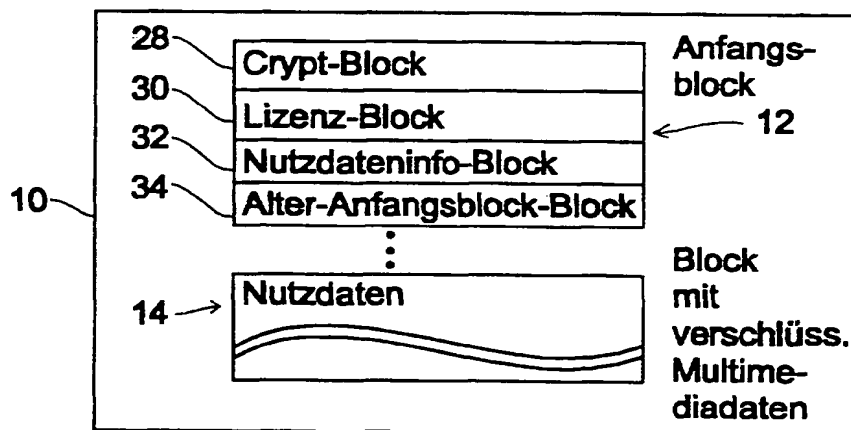 28
Crypt-Block
Anfangs-
block
30
Lizenz-Block
12
32
Nutzdateninfo-Block
34
Alter-Anfangsblock-Block
10
14
Nutzdaten
Block
mit
verschlüss.
Multime-
diadaten